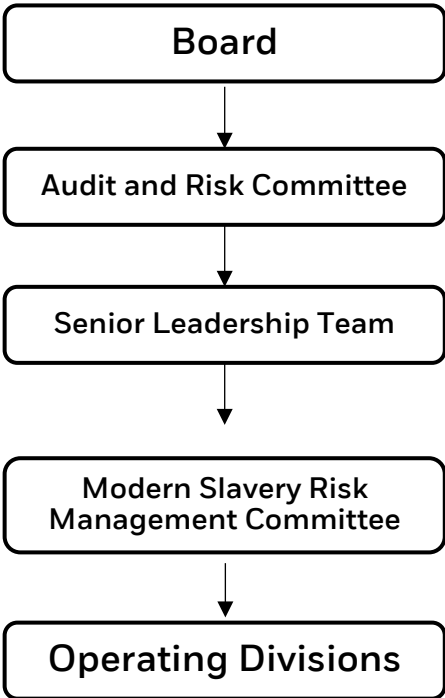 Board
Audit and Risk Committee
Senior Leadership Team
Modern Slavery Risk
Management Committee
Operating Divisions